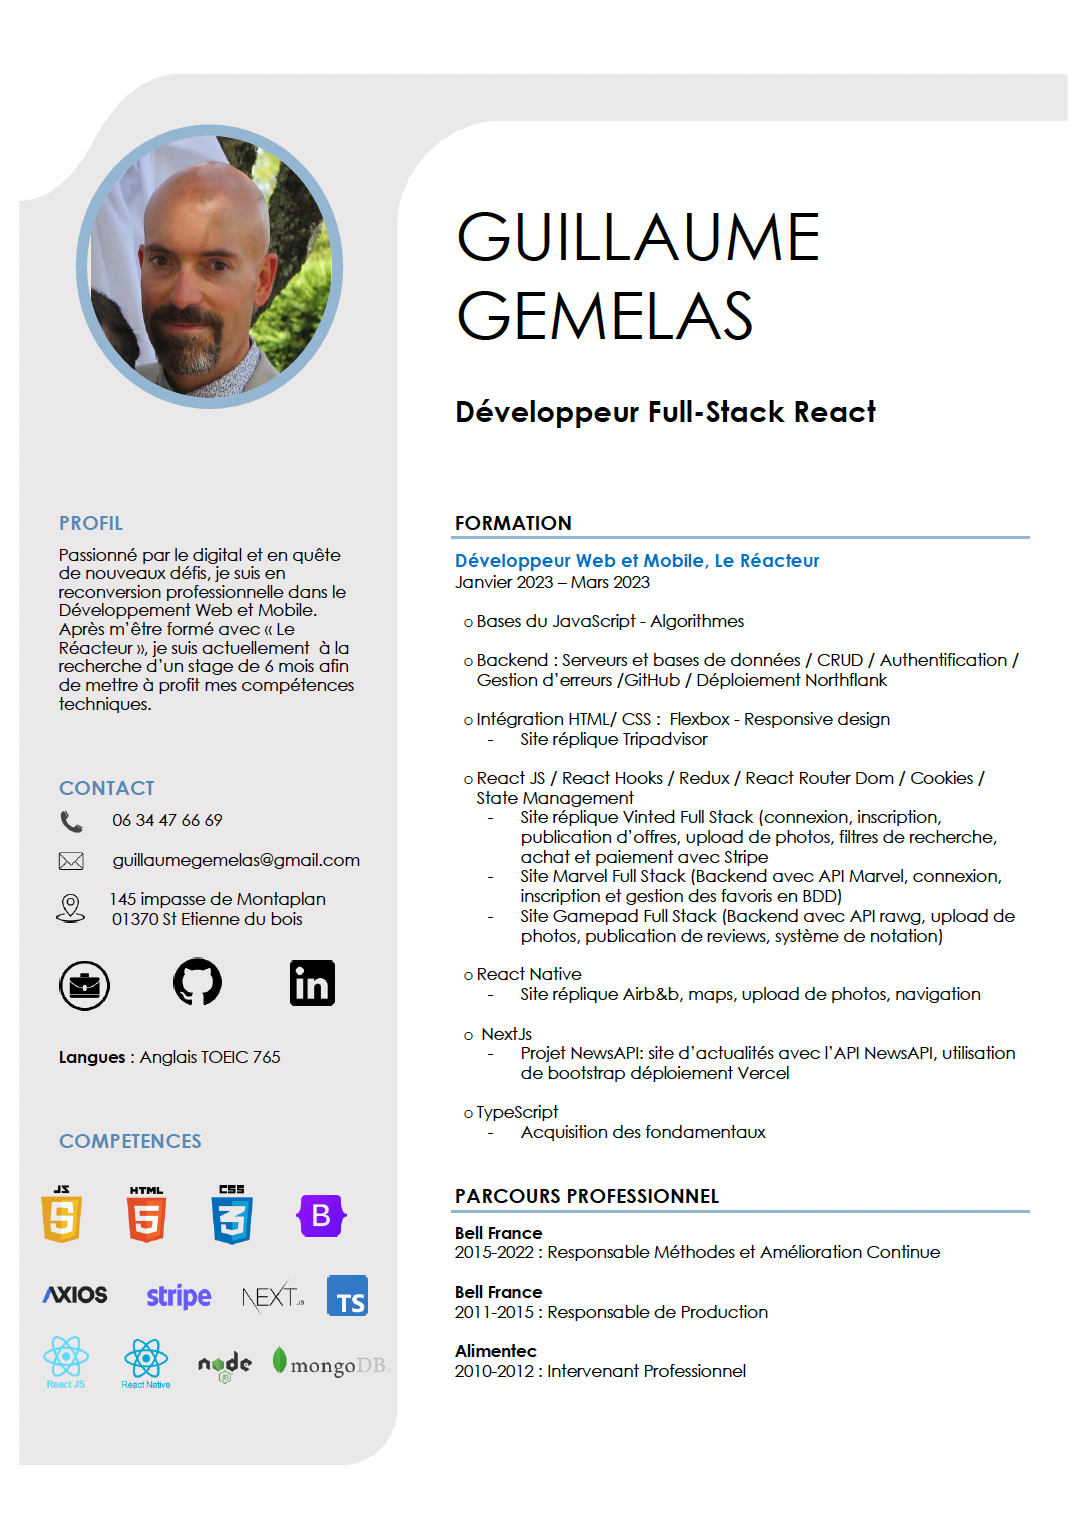 GUILLAUME
GEMELAS
Développeur Full-Stack React
PROFIL
Passionné par le digital et en quête
de nouveaux défis, je suis en
reconversion professionnelle dans le
Développement Web et Mobile.
Après m’être formé avec « Le
Réacteur », je suis actuellement à la
recherche d’un stage de 6 mois afin
de mettre à profit mes compétences
techniques.
CONTACT
06 34 47 66 69
guillaumegemelas@gmail.com
145 impasse de Montaplan
01370 St Etienne du bois
in
Langues : Anglais TOEIC 765
COMPETENCES
JS HTML CSS
5 5 3 B
AXIOS stripe NEXT.JS TS
React JS React Native node JS mongoDB.
FORMATION
Développeur Web et Mobile, Le Réacteur
Janvier 2023 – Mars 2023
o Bases du JavaScript - Algorithmes
o Backend : Serveurs et bases de données / CRUD / Authentification /
Gestion d’erreurs /GitHub / Déploiement Northflank
o Intégration HTML/ CSS : Flexbox - Responsive design
- Site réplique Tripadvisor
o React JS / React Hooks / Redux / React Router Dom / Cookies /
State Management
- Site réplique Vinted Full Stack (connexion, inscription,
publication d’offres, upload de photos, filtres de recherche,
achat et paiement avec Stripe
- Site Marvel Full Stack (Backend avec API Marvel, connexion,
inscription et gestion des favoris en BDD)
- Site Gamepad Full Stack (Backend avec API rawg, upload de
photos, publication de reviews, système de notation)
o React Native
- Site réplique Airb&b, maps, upload de photos, navigation
o NextJs
- Projet NewsAPI: site d’actualités avec l’API NewsAPI, utilisation
de bootstrap déploiement Vercel
o TypeScript
- Acquisition des fondamentaux
PARCOURS PROFESSIONNEL
Bell France
2015-2022 : Responsable Méthodes et Amélioration Continue
Bell France
2011-2015 : Responsable de Production
Alimentec
2010-2012 : Intervenant Professionnel